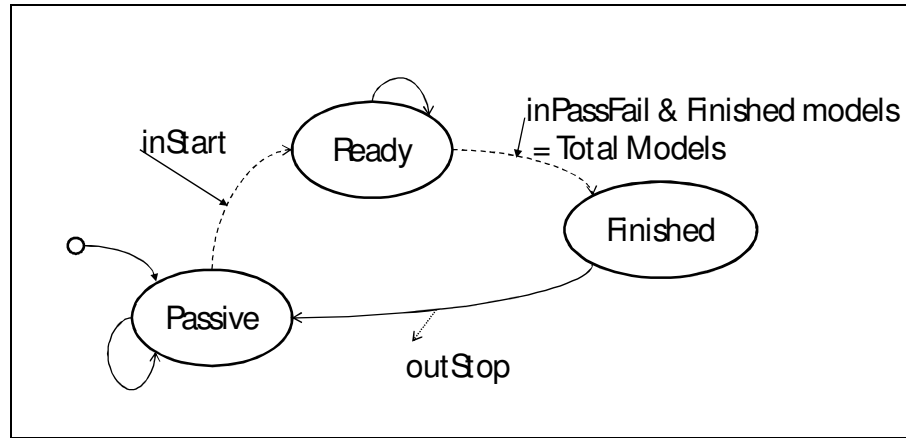 inPassFail & Finished models
= Total Models
inStart
Ready
Finished
Passive
outStop